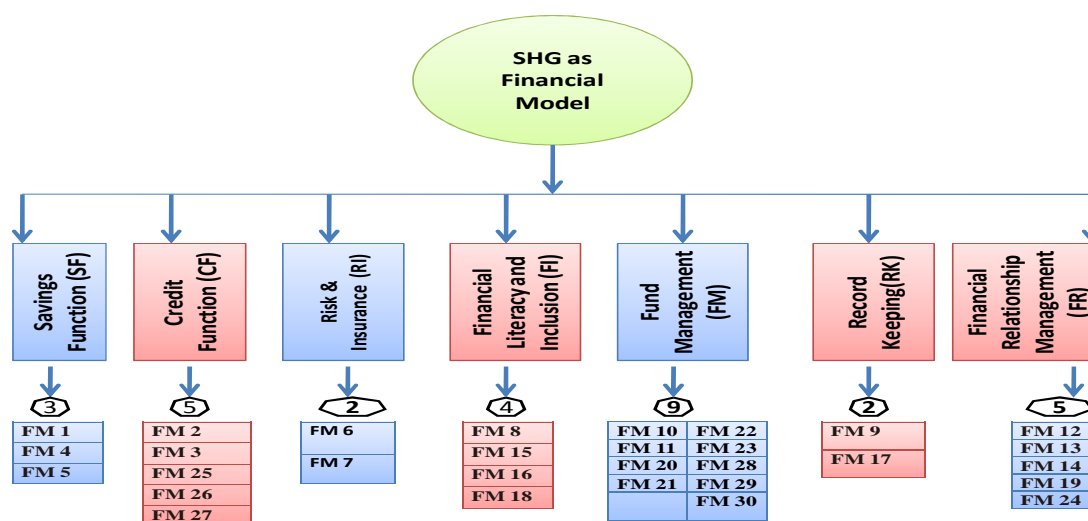 SHG as
Financial
Model
Savings
Function (SF)
Credit
Function (CF)
Risk &
Insurance (RI)
Financial
Literacy and
Inclusion (FI)
Fund
Management
(FM)
Record
Keeping(RK)
Financial
Relationship
Management
(FR)
3
5
2
4
9
2
5
FM 1
FM 4
FM 5
FM 2
FM 3
FM 25
FM 26
FM 27
FM 6
FM 7
FM 8
FM 15
FM 16
FM 18
FM 10
FM 11
FM 20
FM 21
FM 22
FM 23
FM 28
FM 29
FM 30
FM 9
FM 17
FM 12
FM 13
FM 14
FM 19
FM 24